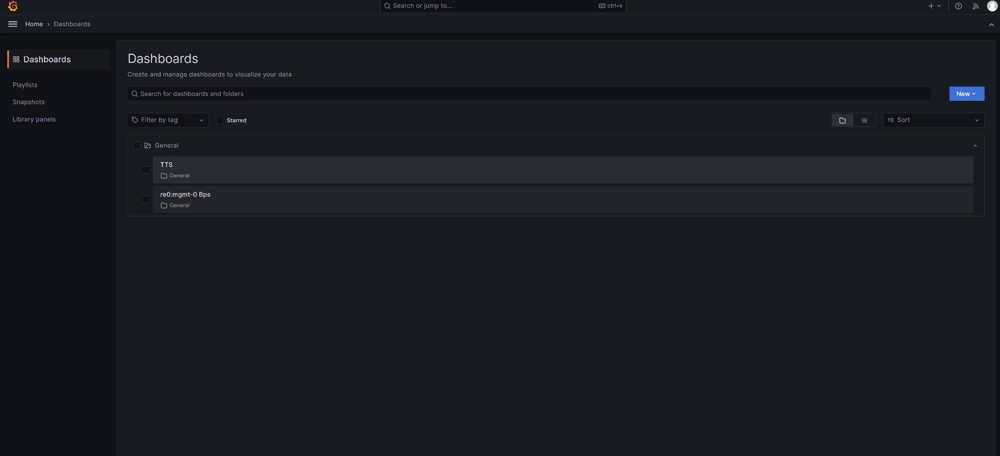 Search or jump to...
ctrl+k
Home › Dashboards
Dashboards
Playlists
Snapshots
Library panels
Dashboards
Create and manage dashboards to visualize your data
Search for dashboards and folders
New
Filter by tag
Starred
Sort
General
TTS
General
re0:mgmt-0 Bps
General